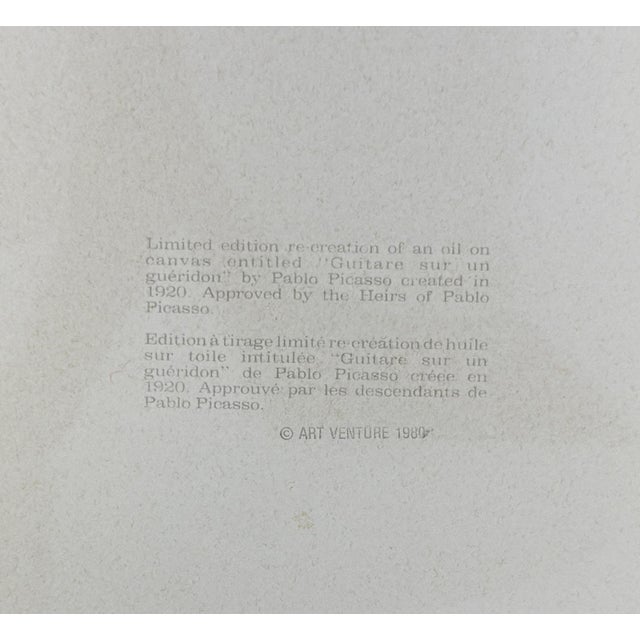 Limited edition re-creation of an oil on
canvas entitled "Guitare sur un
guéridon" by Pablo Picasso created in
1920. Approved by the Heirs of Pablo
Picasso.
Edition à tirage limité re-création de huile
sur toile intitulée "Guitare sur un
guéridon" de Pablo Picasso créee en
1920. Approuvé par les descendants de
Pablo Picasso.
© ART VENTURE 1980